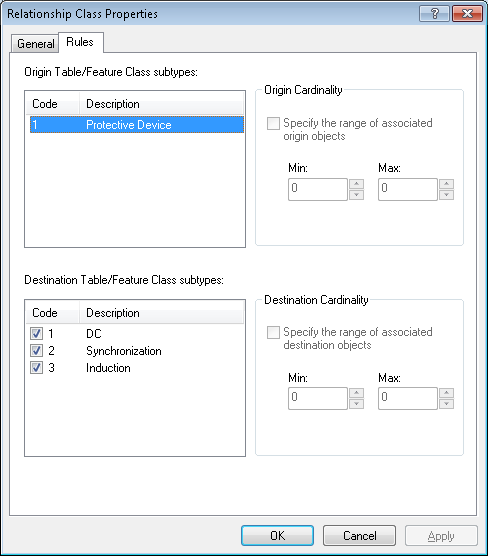 Relationship Class Properties
?
General Rules
Origin Table/Feature Class subtypes:
Code Description
1 Protective Device
Origin Cardinality
Specify the range of associated
origin objects
Min: Max:
0 0
Destination Table/Feature Class subtypes:
Code Description
1 DC
2 Synchronization
3 Induction
Destination Cardinality
Specify the range of associated
destination objects
Min: Max:
0 0
OK Cancel Apply